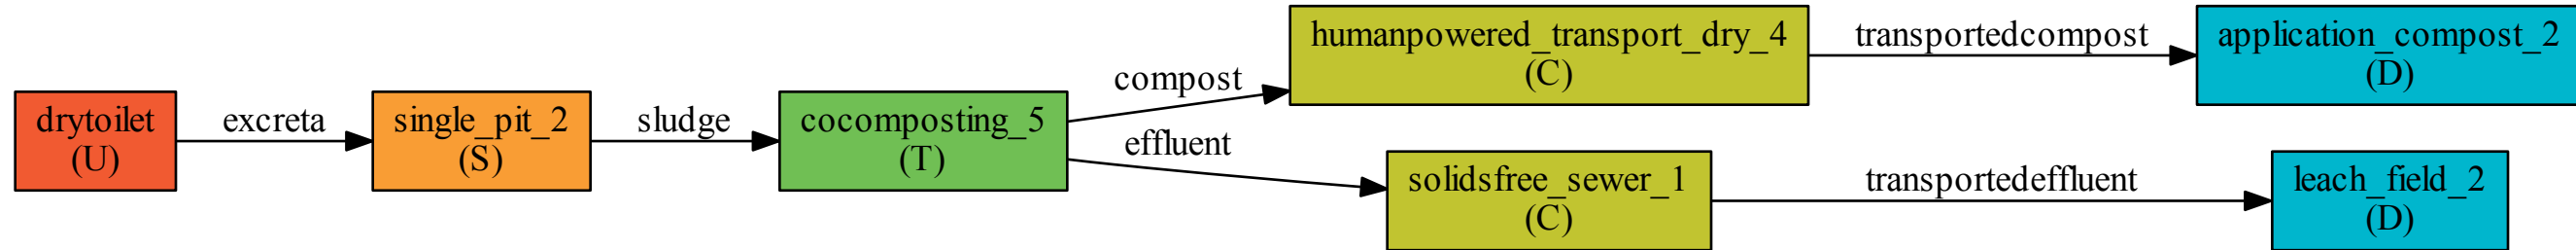 drytoilet
(U)
excreta
single_pit_2
(S)
sludge
cocomposting_5
(T)
compost
effluent
humanpowered_transport_dry_4
(C)
transportedcompost
application_compost_2
(D)
solidsfree_sewer_1
(C)
transportedeffluent
leach_field_2
(D)